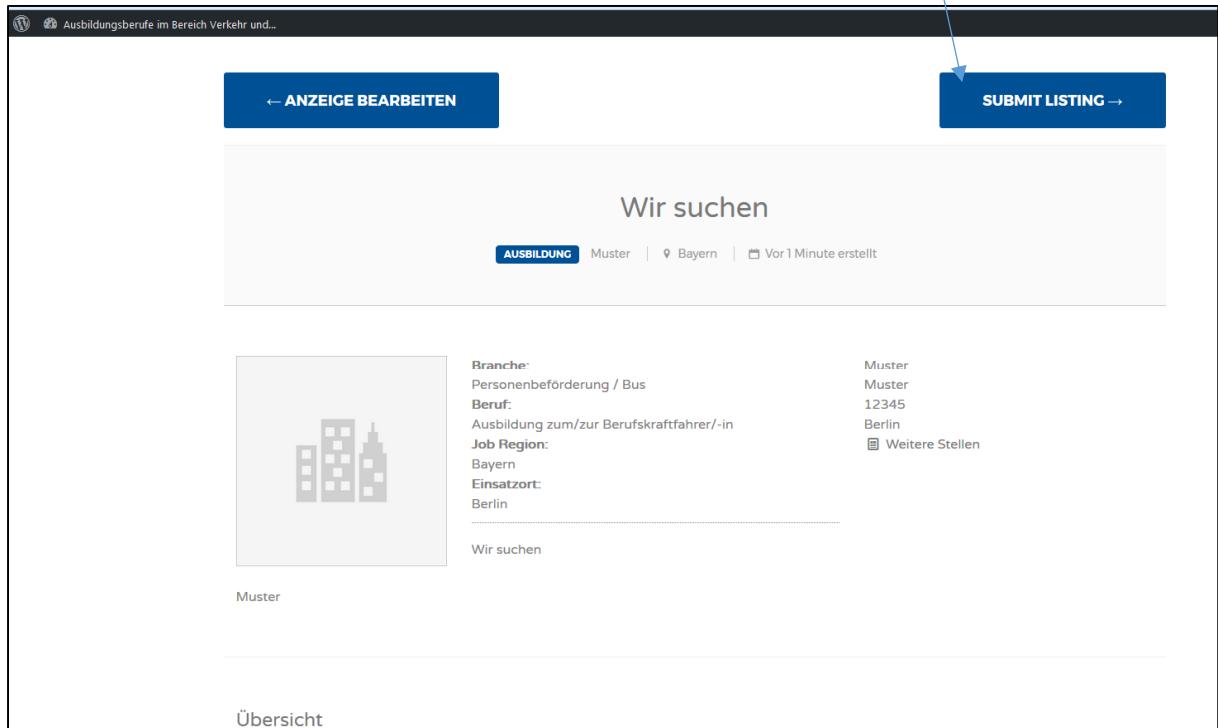 Ausbildungsberufe im Bereich Verkehr und...
← ANZEIGE BEARBEITEN
SUBMIT LISTING →
Wir suchen
AUSBILDUNG Muster Bayern Vor 1 Minute erstellt
Branche:
Personenbeförderung / Bus
Beruf:
Ausbildung zum/zur Berufskraftfahrer/-in
Job Region:
Bayern
Einsatzort:
Berlin
Wir suchen
Muster
Muster
12345
Berlin
Weitere Stellen
Muster
Übersicht